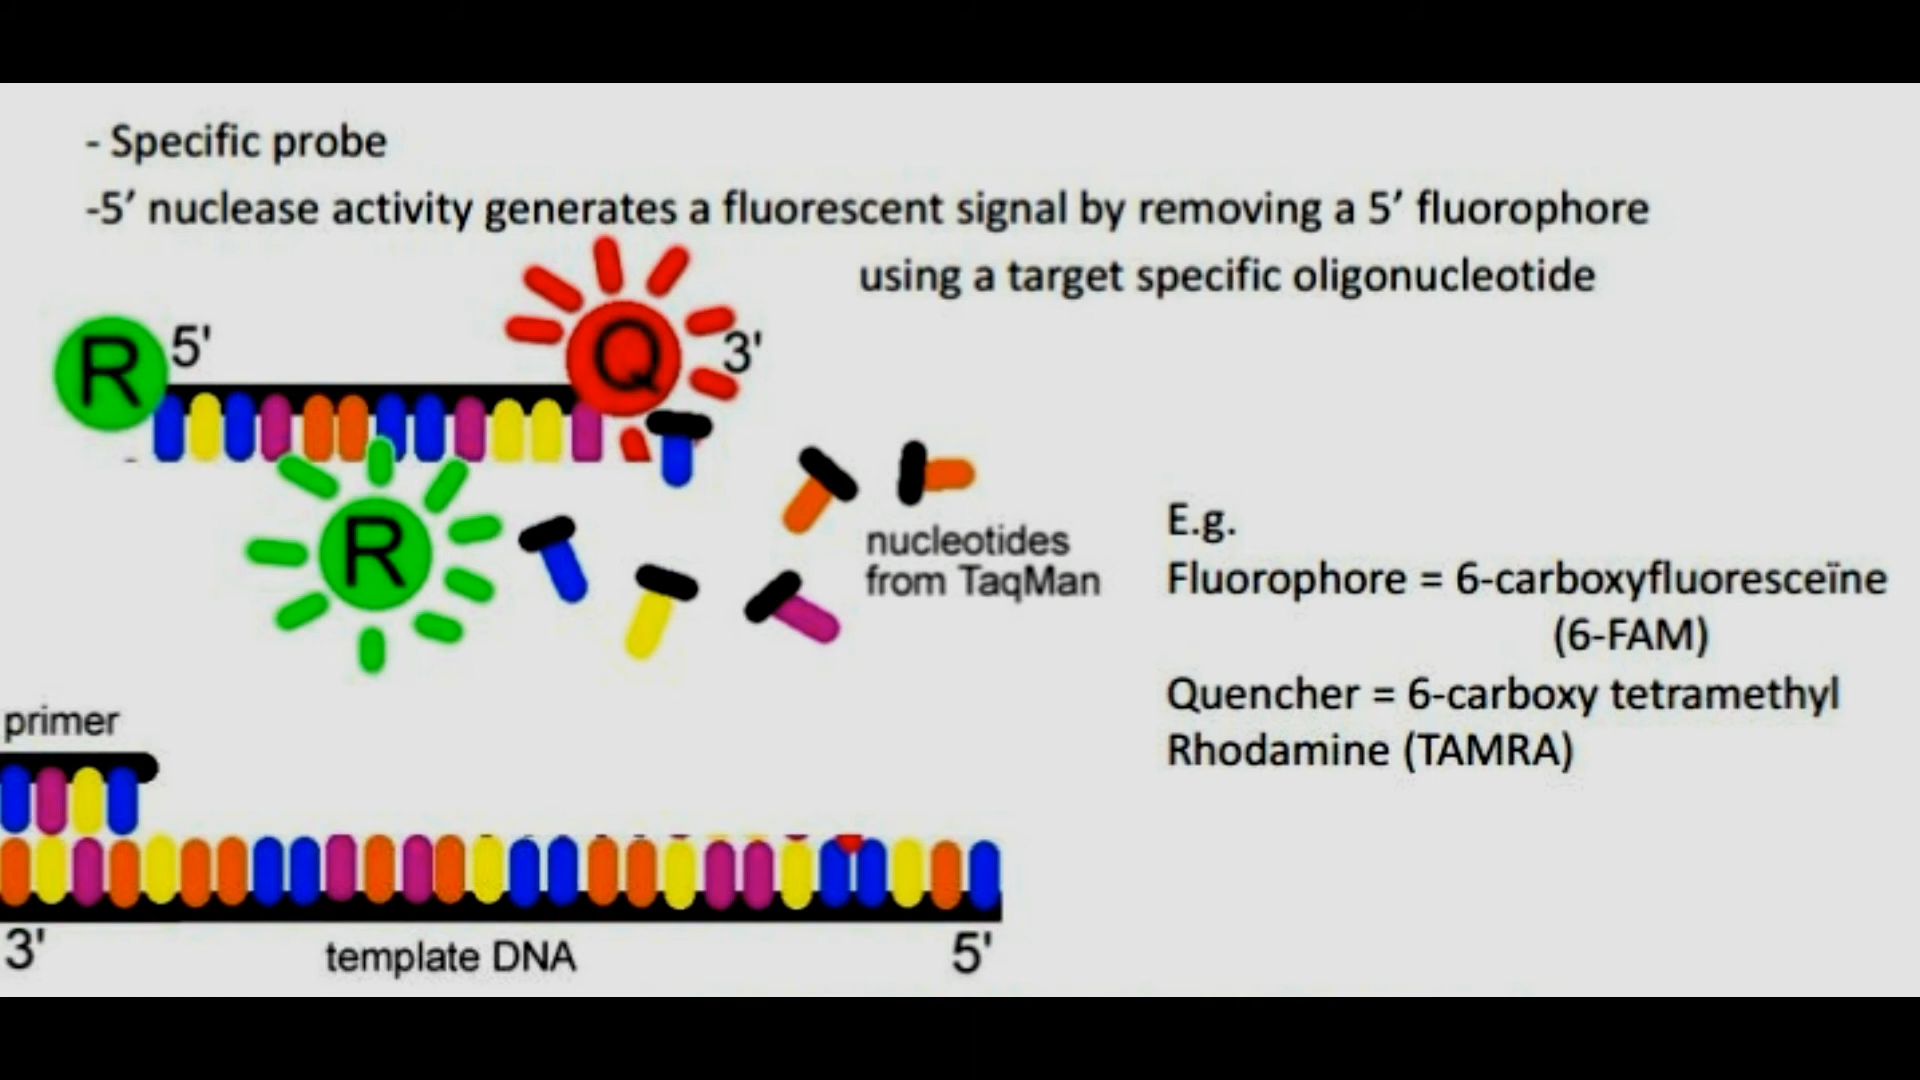 - Specific probe
-5’ nuclease activity generates a fluorescent signal by removing a 5’ fluorophore
using a target specific oligonucleotide
R 5' Q 3'
R
nucleotides
from TaqMan
E.g.
Fluorophore = 6-carboxyfluoresceïne
(6-FAM)
Quencher = 6-carboxy tetramethyl
Rhodamine (TAMRA)
primer
3' 5'
template DNA